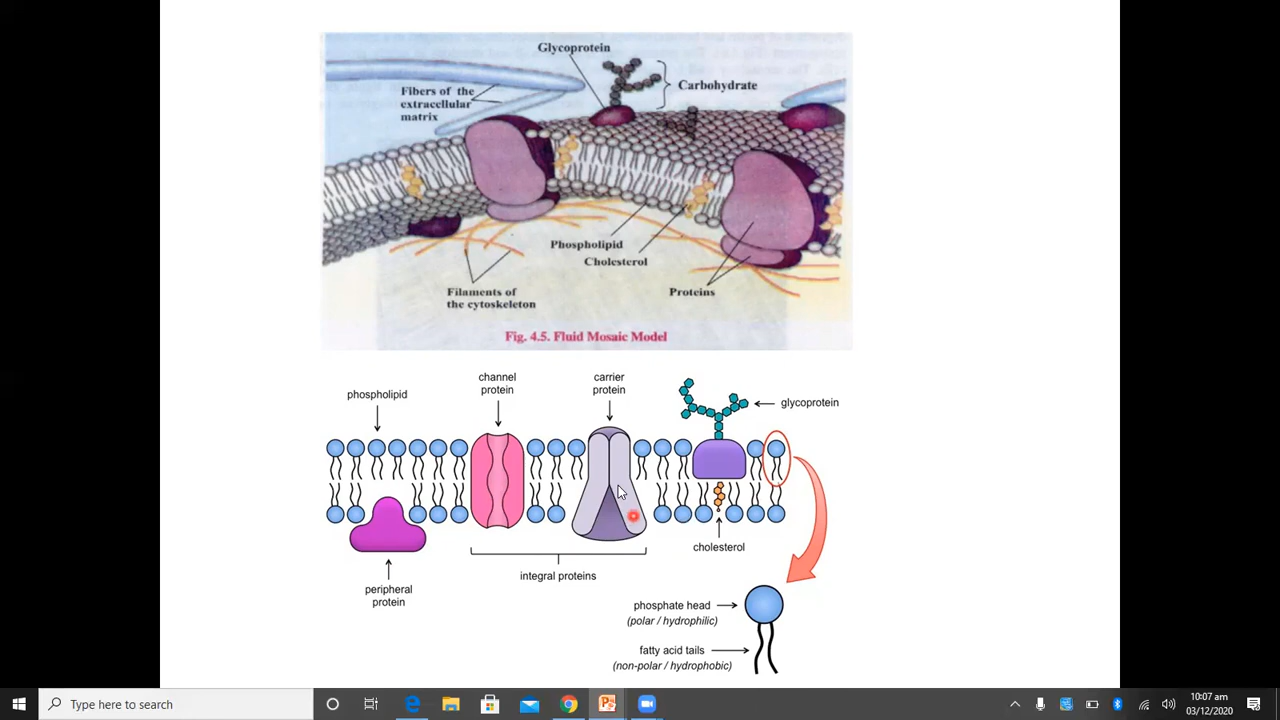 Glycoprotein
Carbohydrate
Fibers of the
extracellular
matrix
Phospholipid
Cholesterol
Filaments of
the cytoskeleton
Proteins
Fig. 4.5. Fluid Mosaic Model
phospholipid
channel
protein
carrier
protein
glycoprotein
cholesterol
integral proteins
peripheral
protein
phosphate head
(polar / hydrophilic)
fatty acid tails
(non-polar / hydrophobic)
Type here to search
10:07 am
03/12/2020